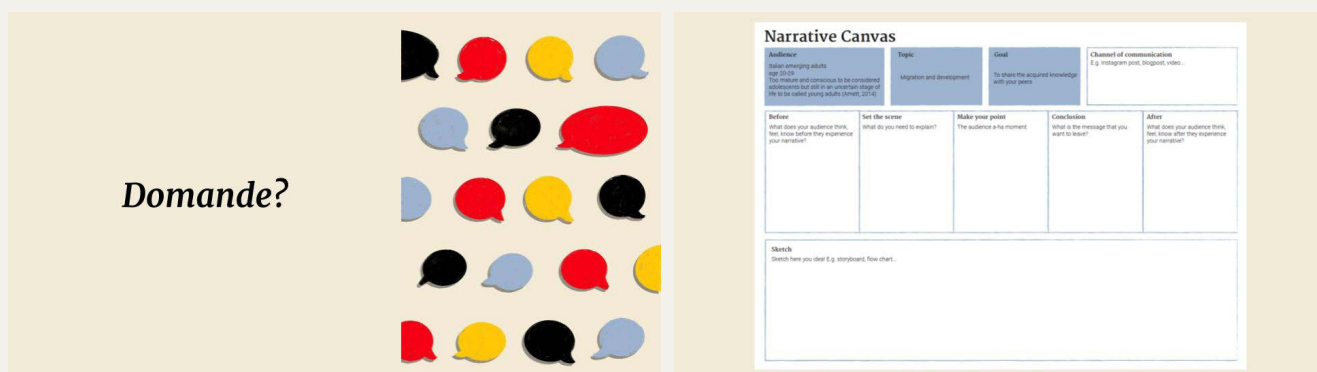 Domande?
Narrative Canvas
Audience
Italian emerging adults
age 20-29
Too mature and conscious to be considered
adolescents but still in an uncertain stage of
life to be called young adults (Arnett, 2014)
Topic
Migration and development
Goal
To share the acquired knowledge
with your peers
Channel of communication
E.g. Instagram post, blogpost, video...
Before
What does your audience think,
feel, know before they experience
your narrative?
Set the scene
What do you need to explain?
Make your point
The audience a-ha moment
Conclusion
What is the message that you
want to leave?
After
What does your audience think,
feel, know after they experience
your narrative?
Sketch
Sketch here you idea! E.g. storyboard, flow chart...